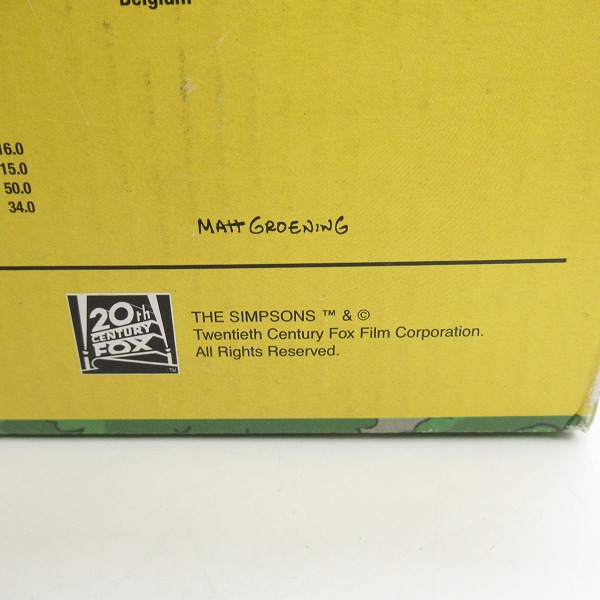 Belgium
16.0
15.0
50.0
34.0
MATT GROENING
20th
CENTURY
FOX
TM
THE SIMPSONS ™ & ©
Twentieth Century Fox Film Corporation.
All Rights Reserved.